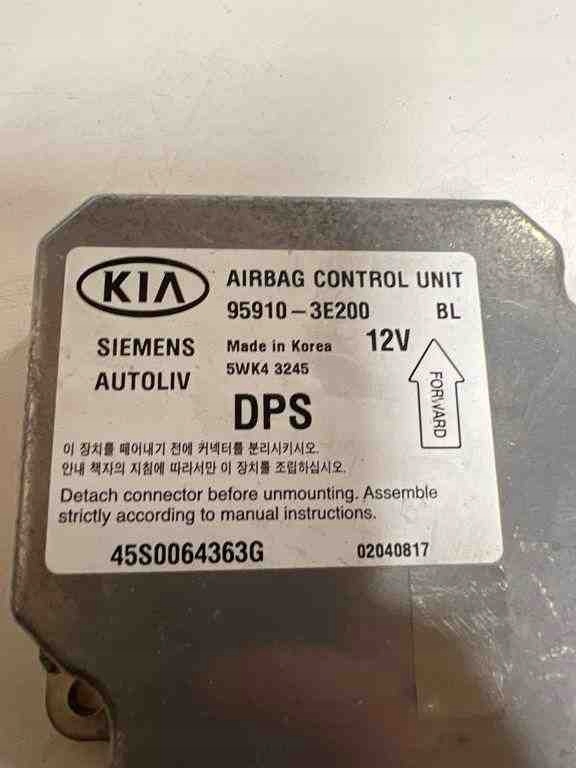 KIA
AIRBAG CONTROL UNIT
95910-3E200 BL
SIEMENS
AUTOLIV
Made in Korea 12V
5WK4 3245
FORWARD
DPS
이 장치를 떼어내기 전에 커넥터를 분리시키시오.
안내 책자의 지침에 따라서만 이 장치를 조립하십시오.
Detach connector before unmounting. Assemble
strictly according to manual instructions.
45S0064363G 02040817